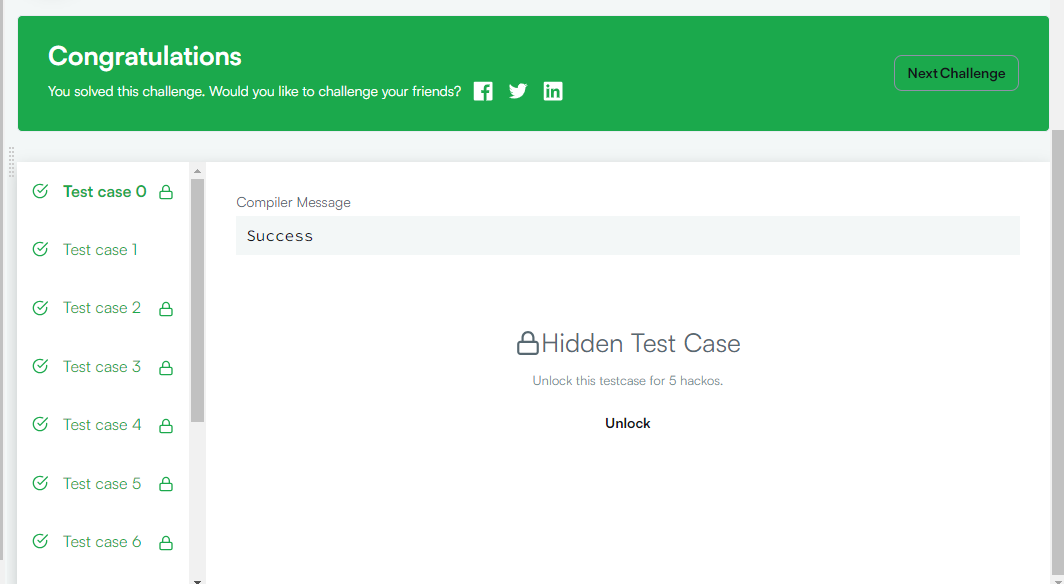 Congratulations
You solved this challenge. Would you like to challenge your friends?
Next Challenge
Test case 0
Test case 1
Test case 2
Test case 3
Test case 4
Test case 5
Test case 6
Compiler Message
Success
Hidden Test Case
Unlock this testcase for 5 hackos.
Unlock